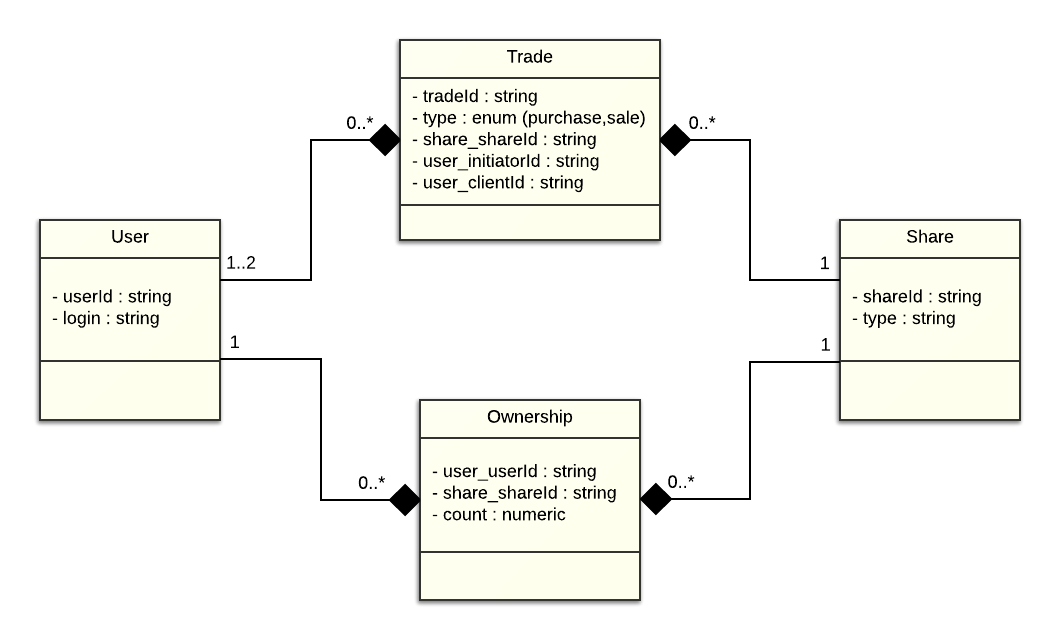 Trade
- tradeId : string
- type : enum (purchase,sale)
- share_shareId : string
- user_initiatorId : string
- user_clientId : string
0..*
0..*
User
- userId : string
- login : string
1..2
1
Share
- shareId : string
- type : string
1
1
Ownership
- user_userId : string
- share_shareId : string
- count : numeric
0..*
0..*